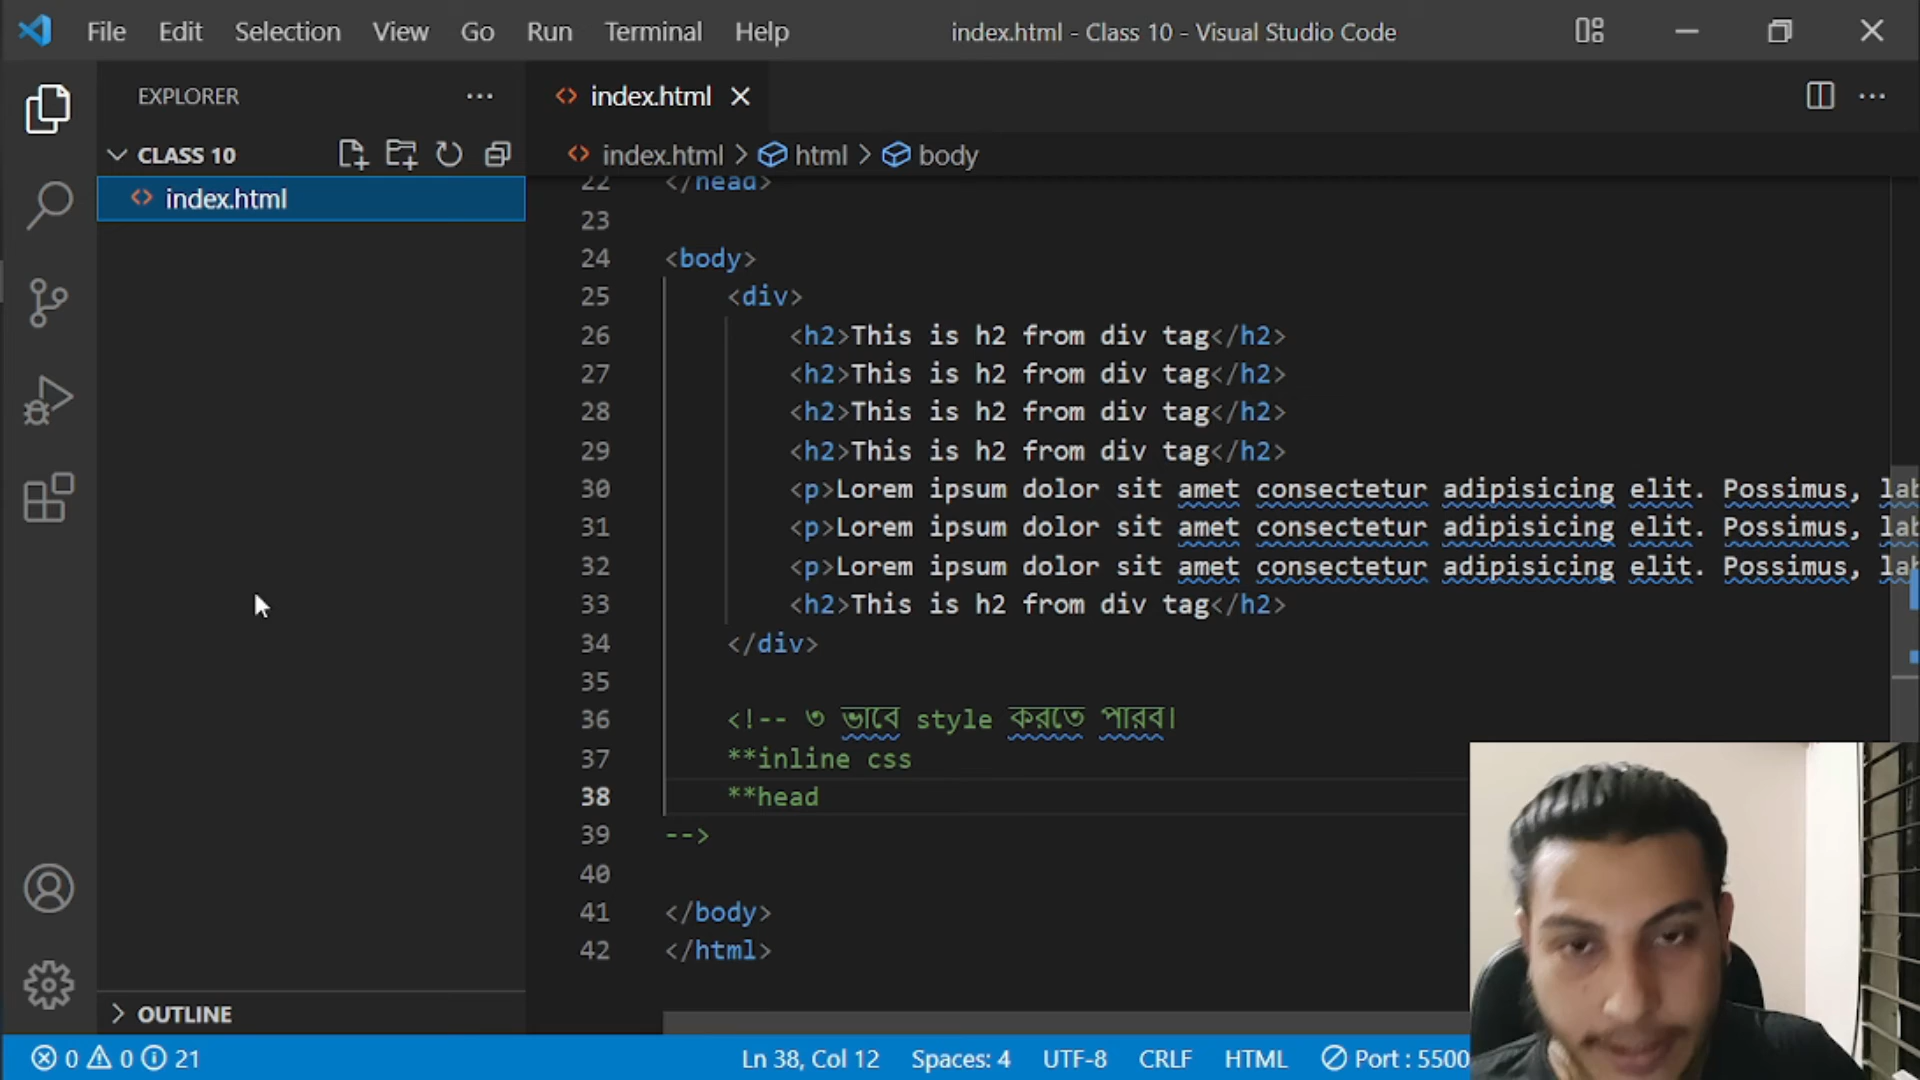 File Edit Selection View Go Run Terminal Help
index.html - Class 10 - Visual Studio Code
EXPLORER
index.html
CLASS 10
index.html > html > body
index.html
22 </head>
23
24 <body>
25 <div>
26 <h2>This is h2 from div tag</h2>
27 <h2>This is h2 from div tag</h2>
28 <h2>This is h2 from div tag</h2>
29 <h2>This is h2 from div tag</h2>
30 <p>Lorem ipsum dolor sit amet consectetur adipisicing elit. Possimus, lab
31 <p>Lorem ipsum dolor sit amet consectetur adipisicing elit. Possimus, lab
32 <p>Lorem ipsum dolor sit amet consectetur adipisicing elit. Possimus, lab
33 <h2>This is h2 from div tag</h2>
34 </div>
35
36 <!-- ৩ ভাবে style করতে পারব।
37 **inline css
38 **head
39 -->
40
41 </body>
42 </html>
OUTLINE
0 0 21
Ln 38, Col 12 Spaces: 4 UTF-8 CRLF HTML Port : 5500